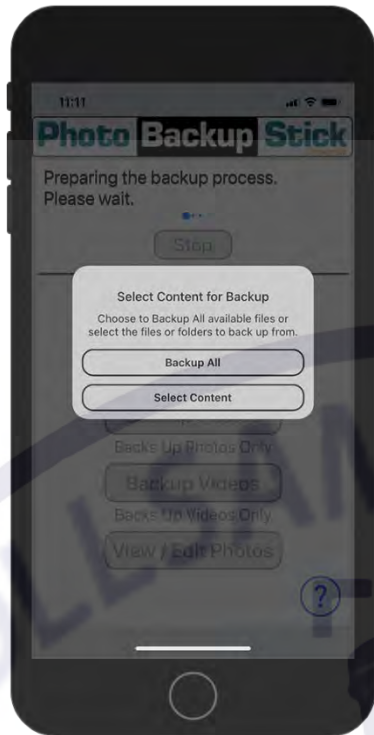 11:11
Photo Backup Stick
Preparing the backup process.
Please wait.
Stop
Select Content for Backup
Choose to Backup All available files or
select the files or folders to back up from.
Backup All
Select Content
Backs Up Photos Only
Backup Videos
Backs Up Videos Only
View / Edit Photos
?